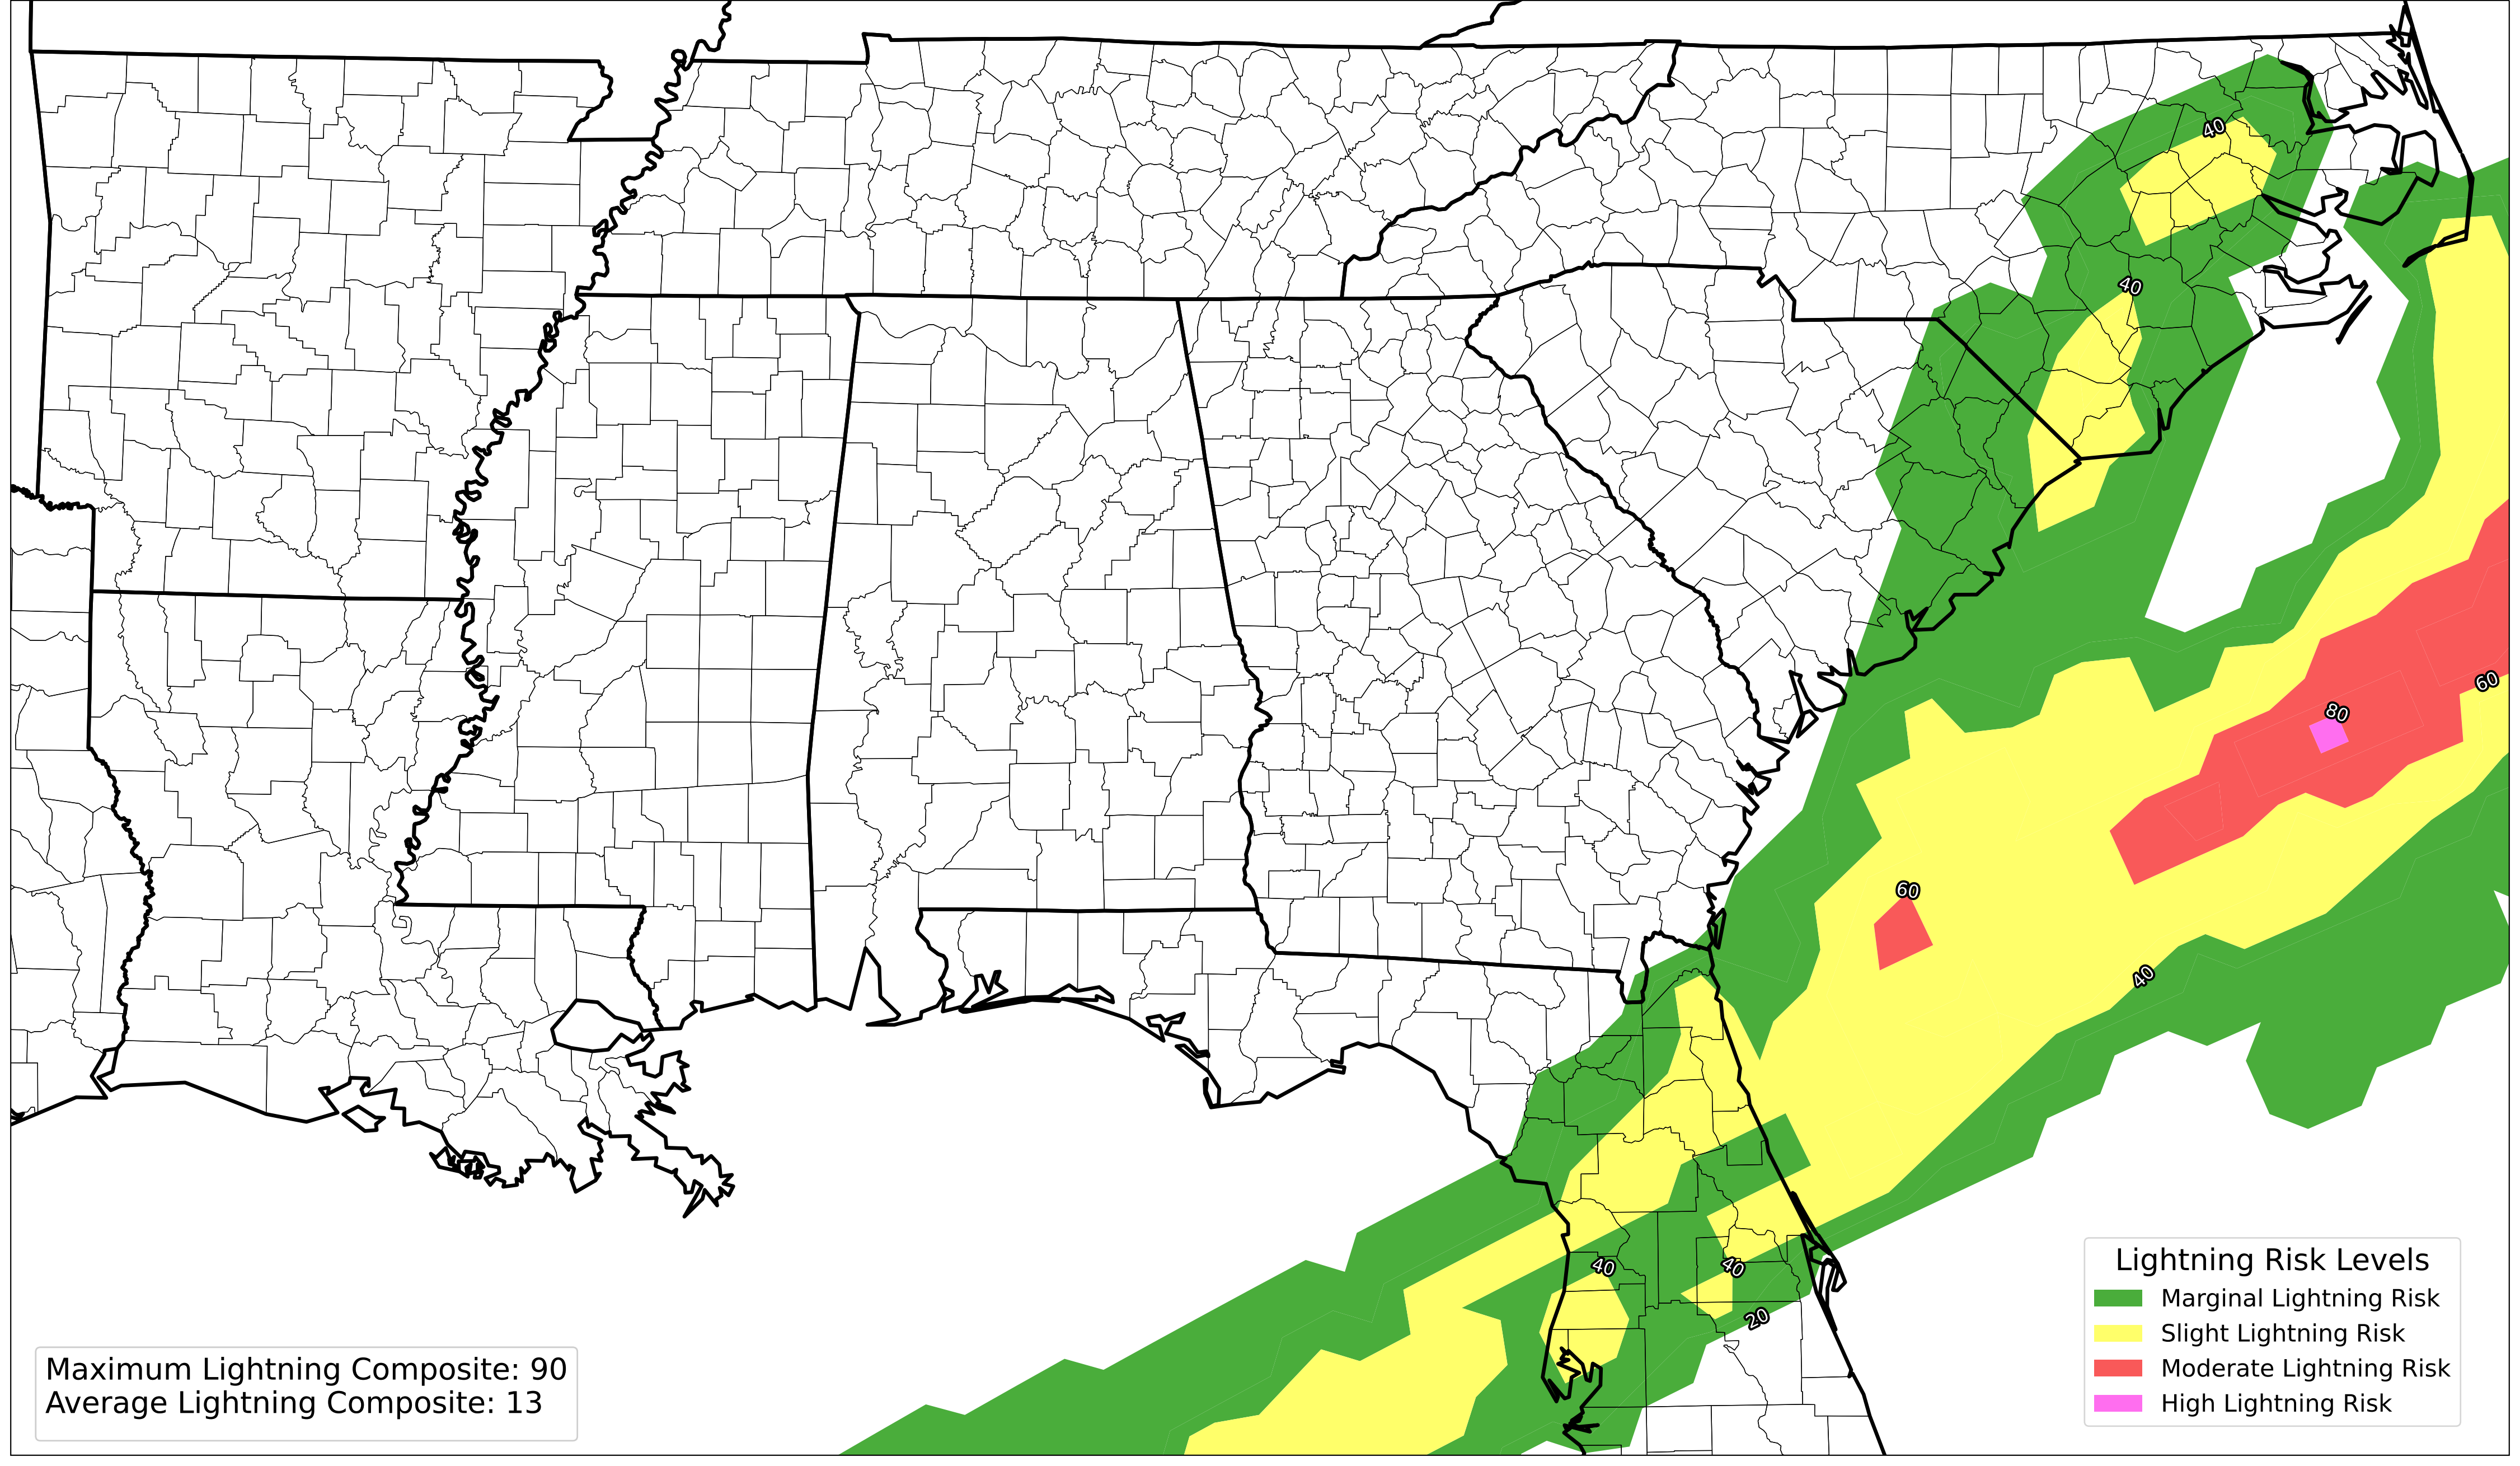 40
40
60
80
60
40
40
40
20
Lightning Risk Levels
Marginal Lightning Risk
Slight Lightning Risk
Moderate Lightning Risk
High Lightning Risk
Maximum Lightning Composite: 90
Average Lightning Composite: 13